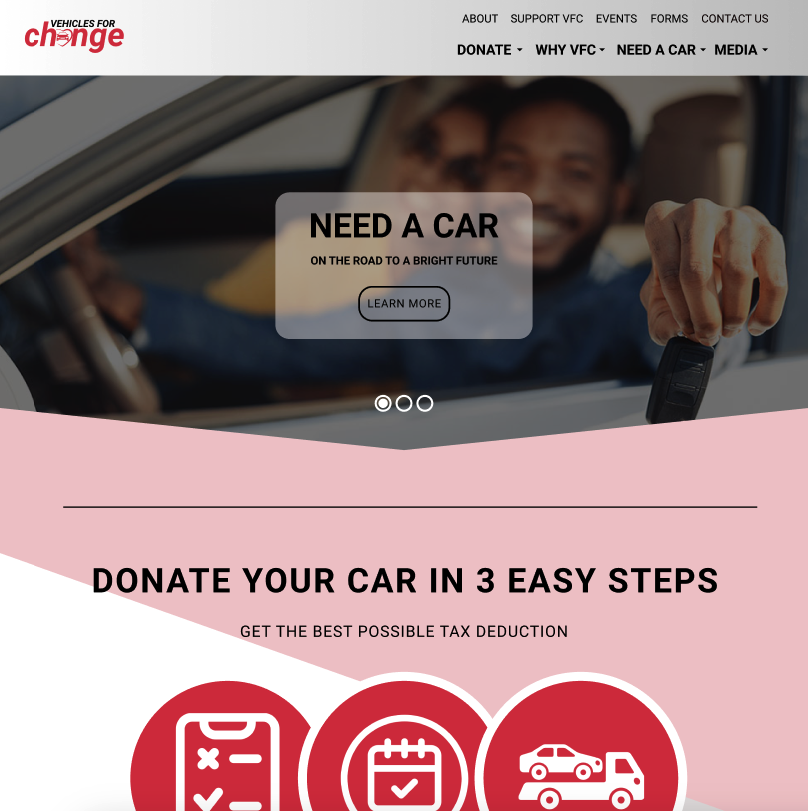 VEHICLES FOR
change
ABOUT SUPPORT VFC EVENTS FORMS CONTACT US
DONATE WHY VFC NEED A CAR MEDIA
NEED A CAR
ON THE ROAD TO A BRIGHT FUTURE
LEARN MORE
DONATE YOUR CAR IN 3 EASY STEPS
GET THE BEST POSSIBLE TAX DEDUCTION